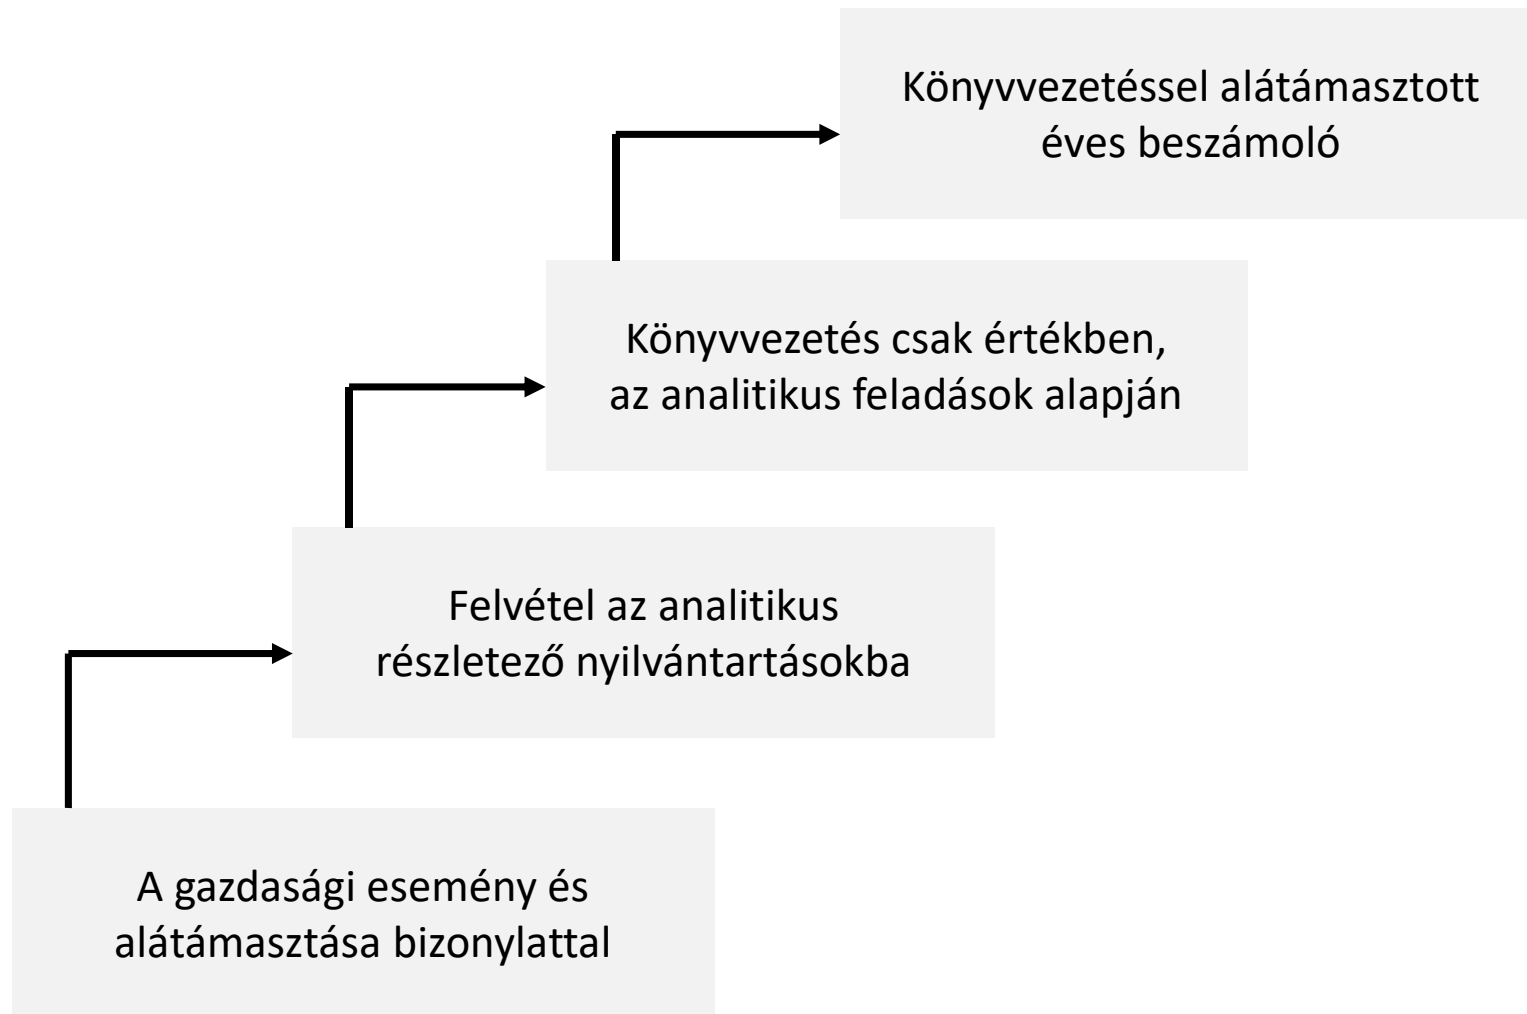 Könyvvezetéssel alátámasztott
éves beszámoló
Könyvvezetés csak értékben,
az analitikus feladások alapján
Felvétel az analitikus
részletező nyilvántartásokba
A gazdasági esemény és
alátámasztása bizonylattal